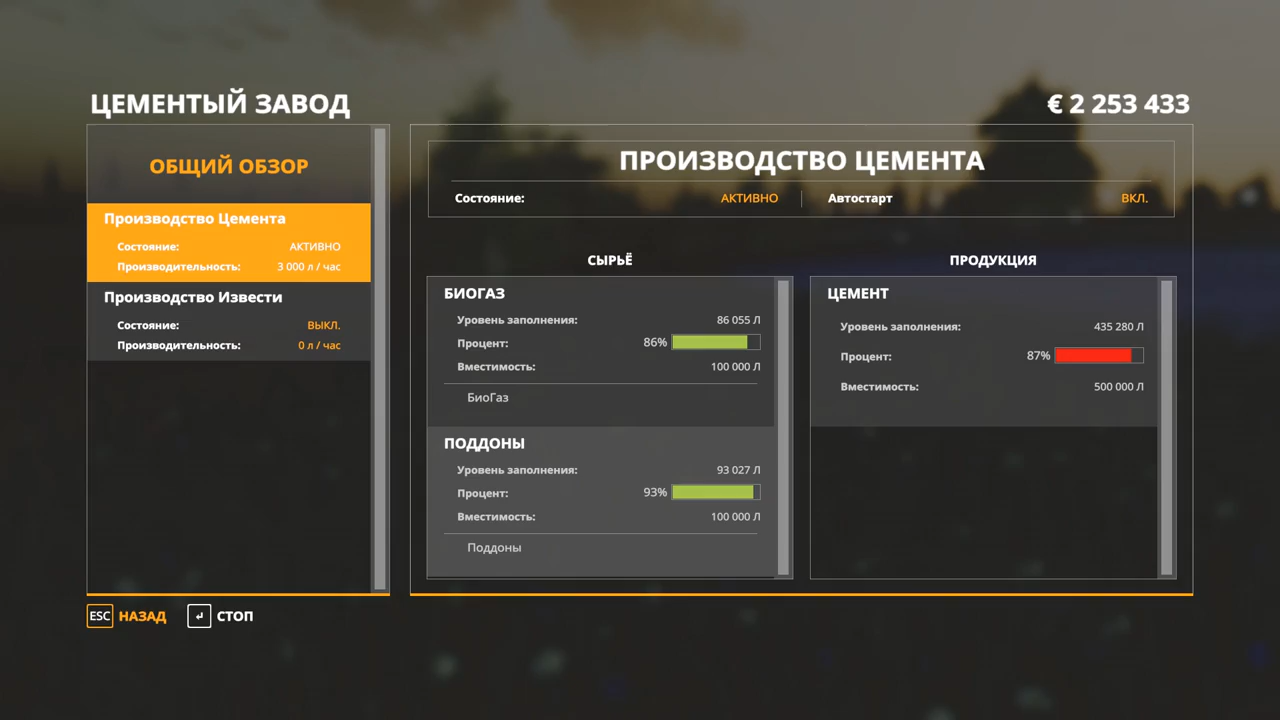 ЦЕМЕНТЫЙ ЗАВОД
€ 2 253 433
ОБЩИЙ ОБЗОР
Производство Цемента
Состояние: АКТИВНО
Производительность: 3 000 л / час
Производство Извести
Состояние: ВЫКЛ.
Производительность: 0 л / час
ПРОИЗВОДСТВО ЦЕМЕНТА
Состояние: АКТИВНО Автостарт ВКЛ.
СЫРЬЁ
БИОГАЗ
Уровень заполнения: 86 055 Л
Процент: 86%
Вместимость: 100 000 Л
БиоГаз
ПОДДОНЫ
Уровень заполнения: 93 027 Л
Процент: 93%
Вместимость: 100 000 Л
Поддоны
ПРОДУКЦИЯ
ЦЕМЕНТ
Уровень заполнения: 435 280 Л
Процент: 87%
Вместимость: 500 000 Л
ESC НАЗАД ↵ СТОП